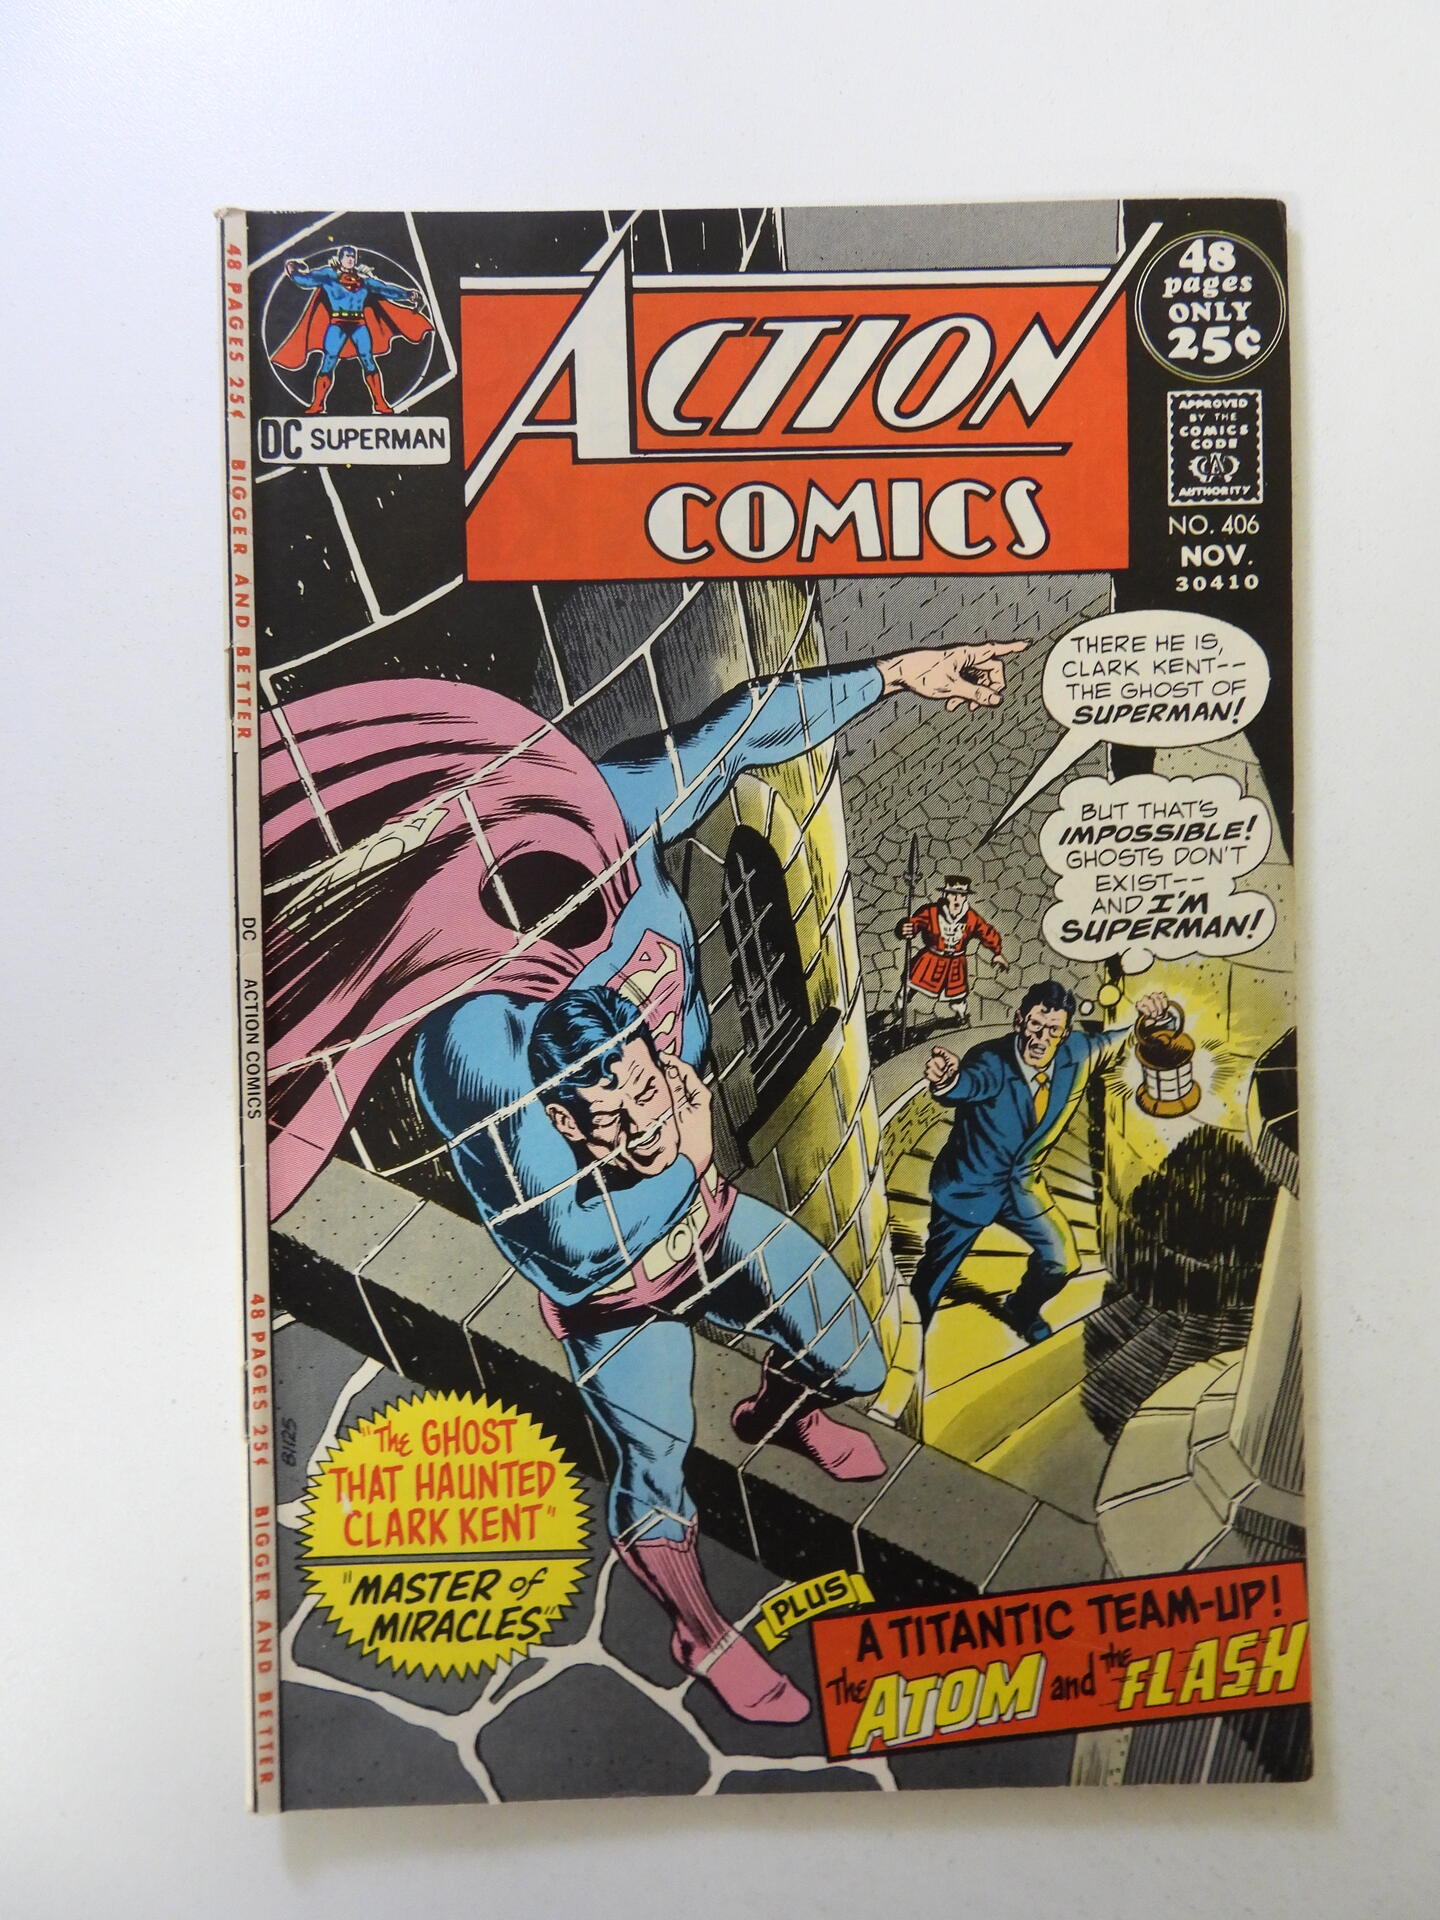 48 PAGES 25¢ BIGGER AND BETTER
DC ACTION COMICS
48 PAGES 25¢ BIGGER AND BETTER
DC SUPERMAN
ACTION
COMICS
48
pages
ONLY
25¢
APPROVED
BY THE
COMICS
CODE
CA
AUTHORITY
NO. 406
NOV.
30410
THERE HE IS,
CLARK KENT--
THE GHOST OF
SUPERMAN!
BUT THAT'S
IMPOSSIBLE!
GHOSTS DON'T
EXIST--
AND I'M
SUPERMAN!
"The GHOST
THAT HAUNTED
CLARK KENT"
"MASTER of
MIRACLES"
PLUS
A TITANTIC TEAM-UP!
The ATOM and the FLASH